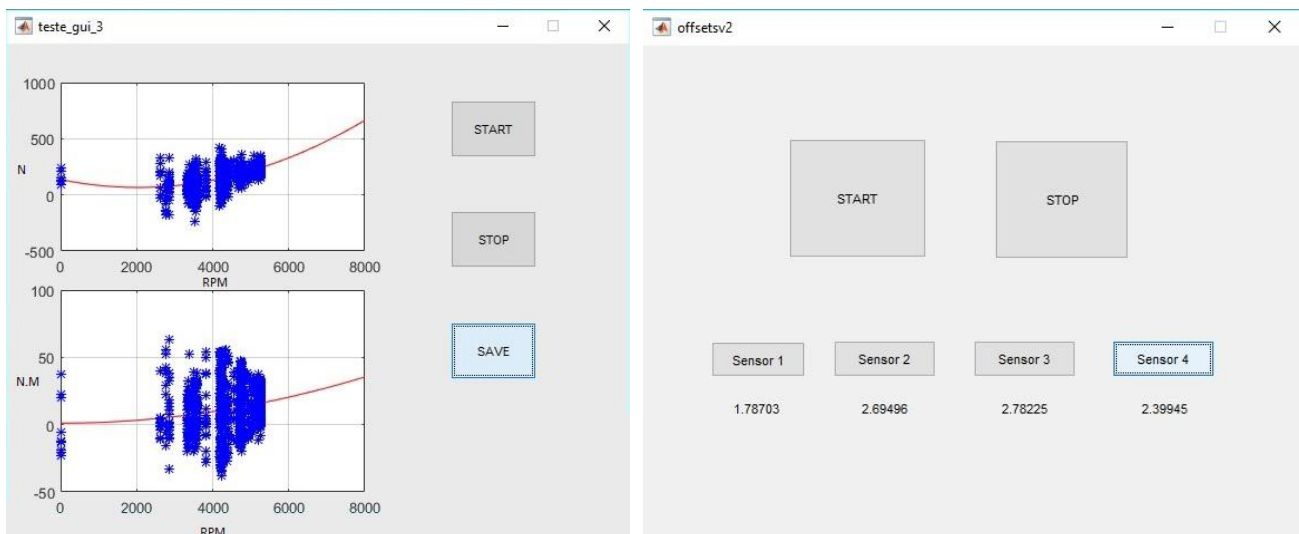 teste_gui_3
1000
500
N
0
-500
0 2000 4000 6000 8000
RPM
100
50
N.M
0
-50
0 2000 4000 6000 8000
RPM
START
STOP
SAVE
offsetsv2
START STOP
Sensor 1 Sensor 2 Sensor 3 Sensor 4
1.78703 2.69496 2.78225 2.39945